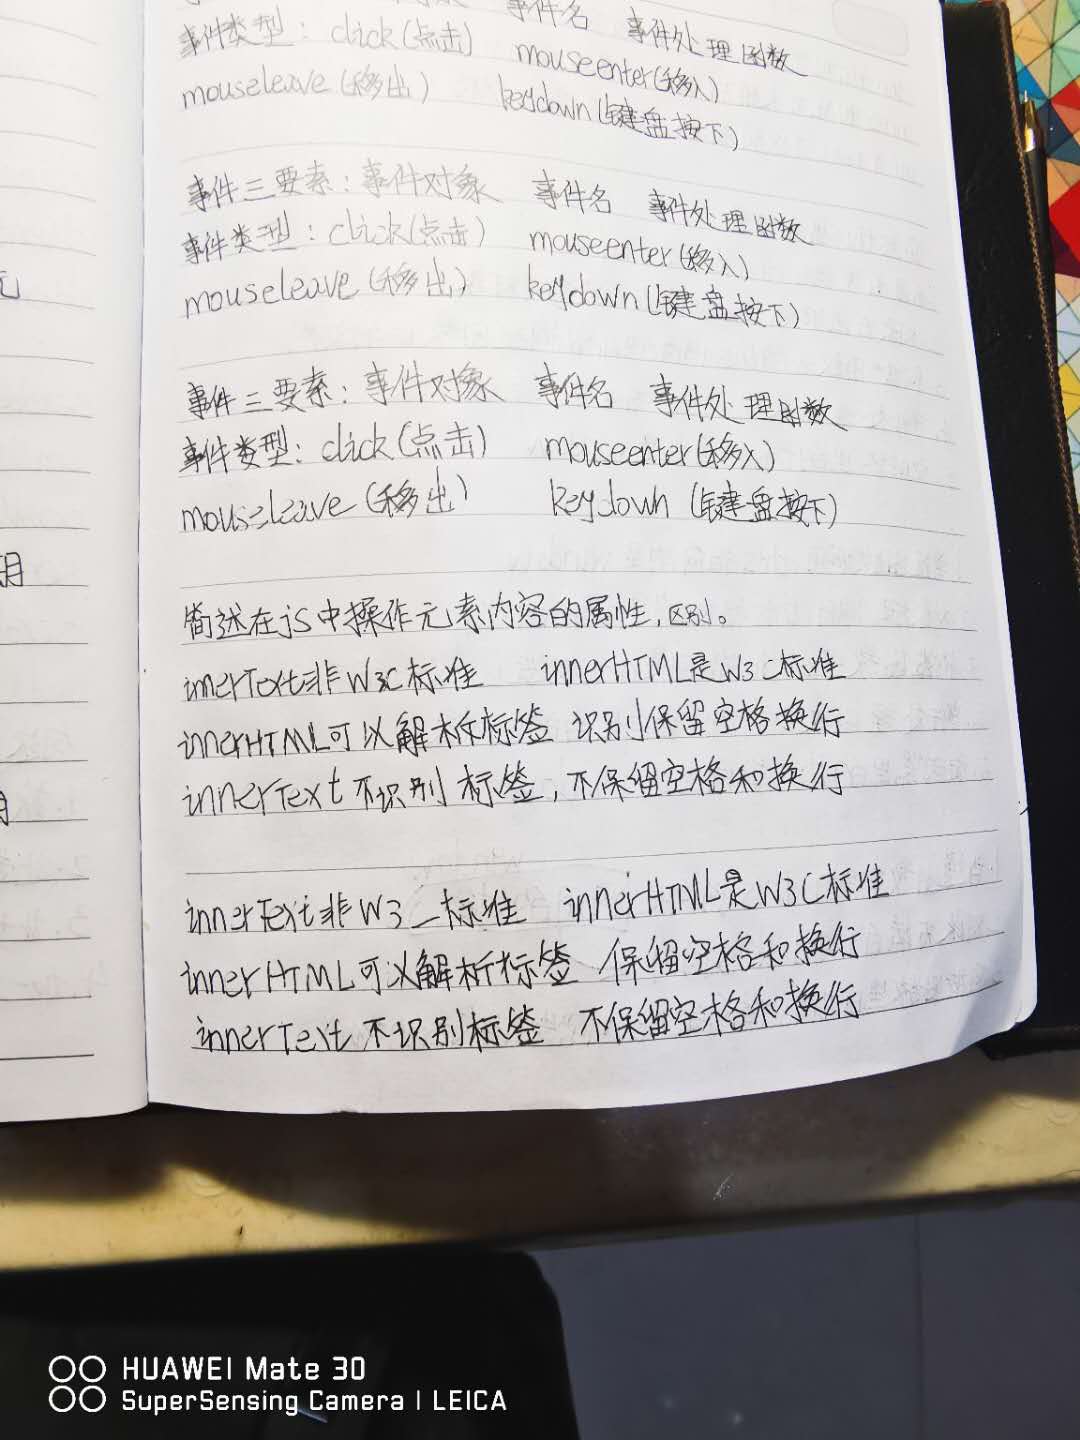 事件名 事件处理函数
事件类型：click(点击) mouseenter(移入)
mouseleave(移出) keydown(键盘按下)
事件三要素：事件对象 事件名 事件处理函数
事件类型：click(点击) mouseenter(移入)
mouseleave(移出) keydown(键盘按下)
事件三要素：事件对象 事件名 事件处理函数
事件类型：click(点击) mouseenter(移入)
mouseleave(移出) keydown(键盘按下)
简述在js中操作元素内容的属性,区别。
innerText非W3C标准 innerHTML是W3C标准
innerHTML可以解析标签 识别保留空格换行
innerText不识别标签,不保留空格和换行
innerText非W3_标准 innerHTML是W3C标准
innerHTML可以解析标签 保留空格和换行
innerText不识别标签 不保留空格和换行
元
用
HUAWEI Mate 30
SuperSensing Camera | LEICA